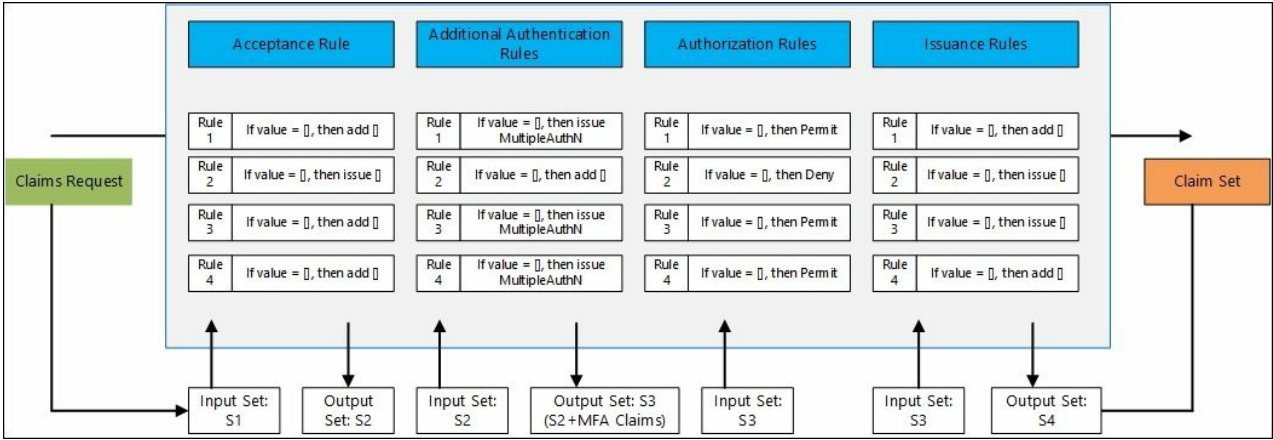 Acceptance Rule
Additional Authentication
Rules
Authorization Rules
Issuance Rules
Rule
1
If value = [], then add []
Rule
1
If value = [], then issue
MultipleAuthN
Rule
1
If value = [], then Permit
Rule
1
If value = [], then add []
Claims Request
Rule
2
If value = [], then issue []
Rule
2
If value = [], then add []
Rule
2
If value = [], then Deny
Rule
2
If value = [], then issue []
Claim Set
Rule
3
If value = [], then add []
Rule
3
If value = [], then issue
MultipleAuthN
Rule
3
If value = [], then Permit
Rule
3
If value = [], then issue []
Rule
4
If value = [], then add []
Rule
4
If value = [], then issue
MultipleAuthN
Rule
4
If value = [], then Permit
Rule
4
If value = [], then add []
Input Set:
S1
Output
Set: S2
Input Set:
S2
Output Set: S3
(S2+MFA Claims)
Input Set:
S3
Input Set:
S3
Output Set:
S4